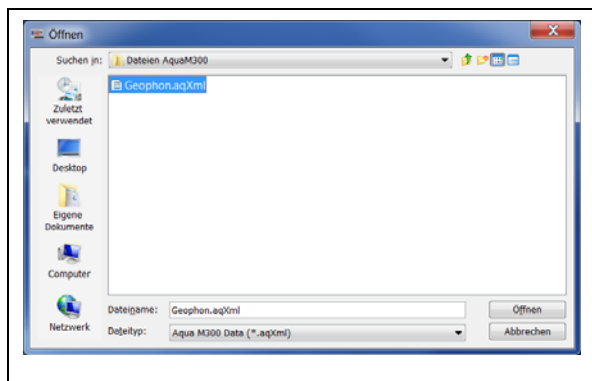 Öffnen
Suchen in: Dateien AquaM300
Geophon.aqXml
Zuletzt
verwendet
Desktop
Eigene
Dokumente
Computer
Netzwerk
Dateiname: Geophon.aqXml Öffnen
Dateityp: Aqua M300 Data (*.aqXml) Abbrechen